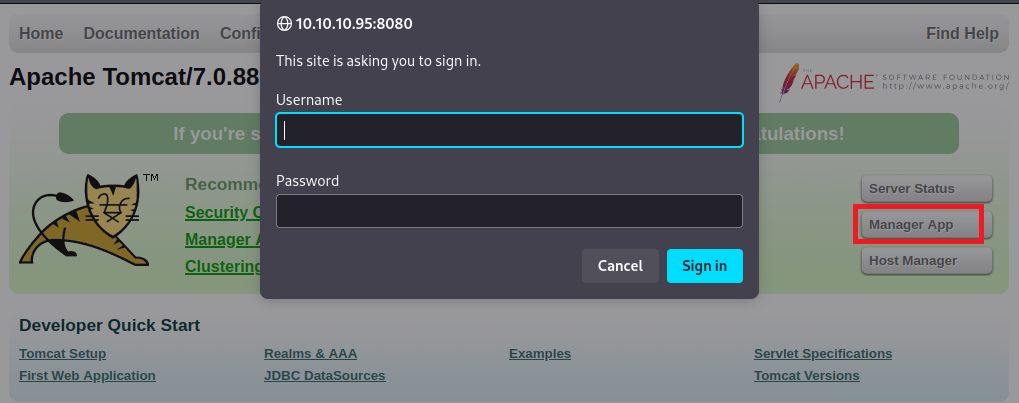 Home Documentation Confi Find Help
10.10.10.95:8080
This site is asking you to sign in.
Username
Password
Cancel Sign in
Apache Tomcat/7.0.88
THE APACHE™ SOFTWARE FOUNDATION
http://www.apache.org/
If you're s tulations!
TM
Recomm
Security C
Manager A
Clustering
Server Status
Manager App
Host Manager
Developer Quick Start
Tomcat Setup Realms & AAA Examples Servlet Specifications
First Web Application JDBC DataSources Tomcat Versions